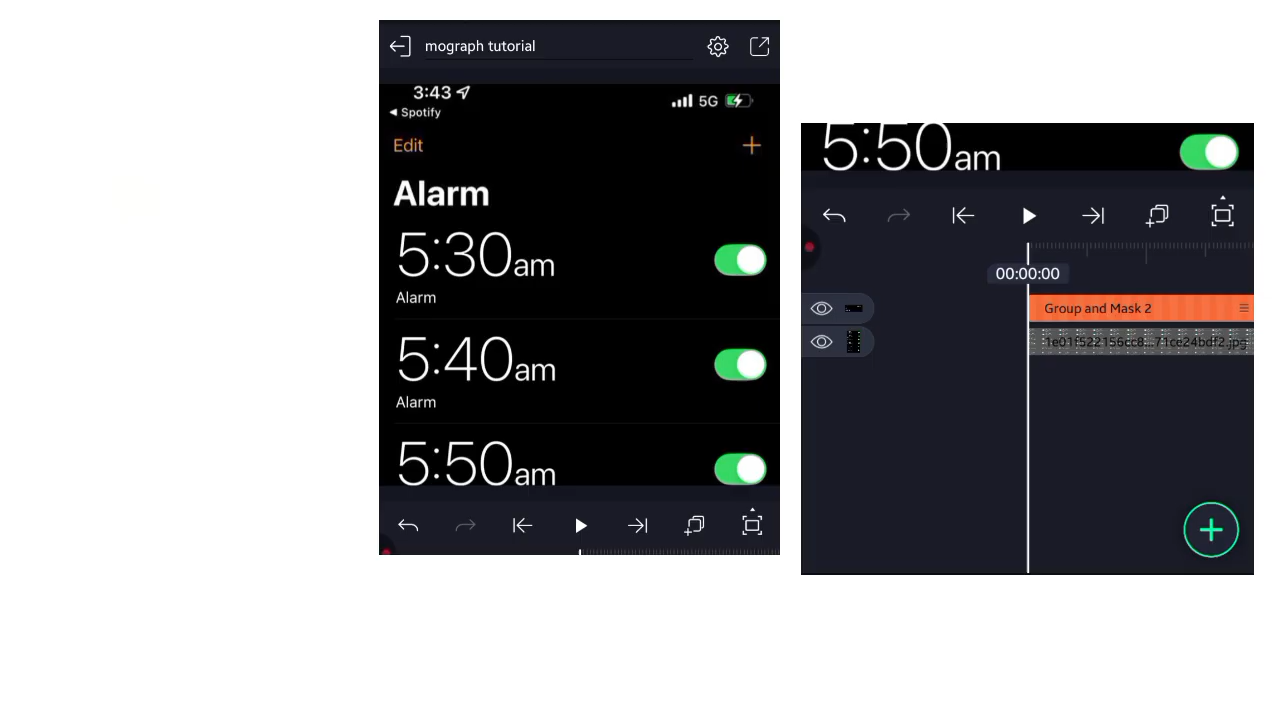 mograph tutorial
3:43
5G
◀ Spotify
Edit
Alarm
5:30am
Alarm
5:40am
Alarm
5:50am
5:50am
00:00:00
Group and Mask 2